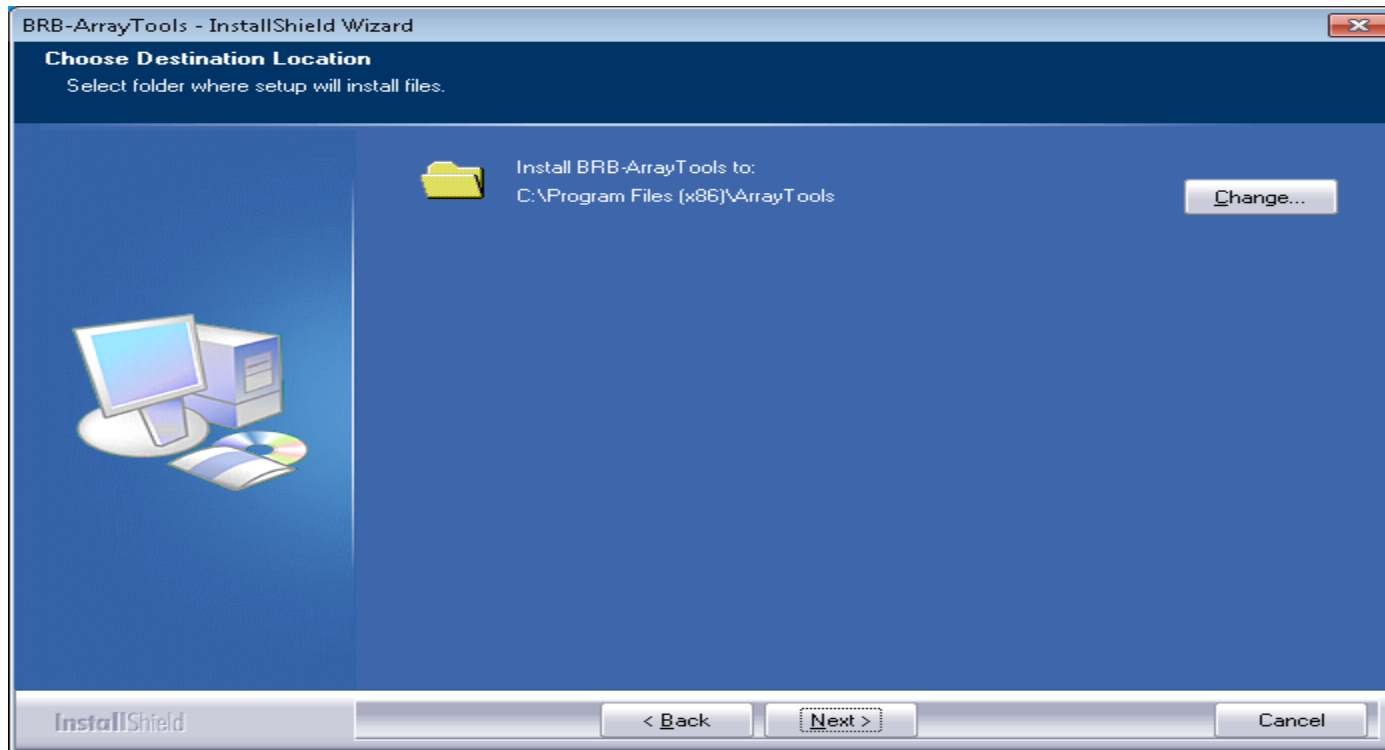 BRB-ArrayTools - InstallShield Wizard
Choose Destination Location
Select folder where setup will install files.
Install BRB-ArrayTools to:
C:\Program Files (x86)\ArrayTools
Change...
InstallShield
< Back
Next >
Cancel